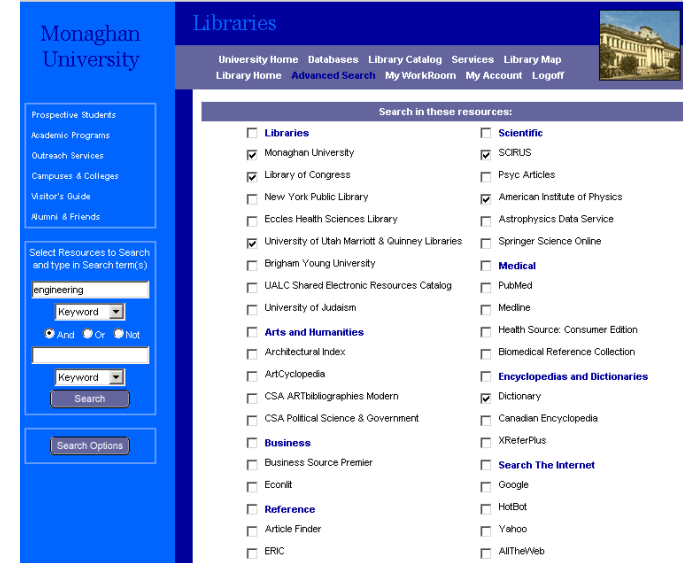 Monaghan
University
Libraries
University Home Databases Library Catalog Services Library Map
Library Home Advanced Search My WorkRoom My Account Logoff
Prospective Students
Academic Programs
Outreach Services
Campuses & Colleges
Visitor's Guide
Alumni & Friends
Select Resources to Search
and type in Search term(s)
engineering
Keyword
And Or Not
Keyword
Search
Search Options
Search in these resources:
Libraries
Monaghan University
Library of Congress
New York Public Library
Eccles Health Sciences Library
University of Utah Marriott & Quinney Libraries
Brigham Young University
UALC Shared Electronic Resources Catalog
University of Judaism
Arts and Humanities
Architectural Index
ArtCyclopedia
CSA ARTbibliographies Modern
CSA Political Science & Government
Business
Business Source Premier
Econlit
Reference
Article Finder
ERIC
Scientific
SCIRUS
Psyc Articles
American Institute of Physics
Astrophysics Data Service
Springer Science Online
Medical
PubMed
Medline
Health Source: Consumer Edition
Biomedical Reference Collection
Encyclopedias and Dictionaries
Dictionary
Canadian Encyclopedia
XReferPlus
Search The Internet
Google
HotBot
Yahoo
AllTheWeb